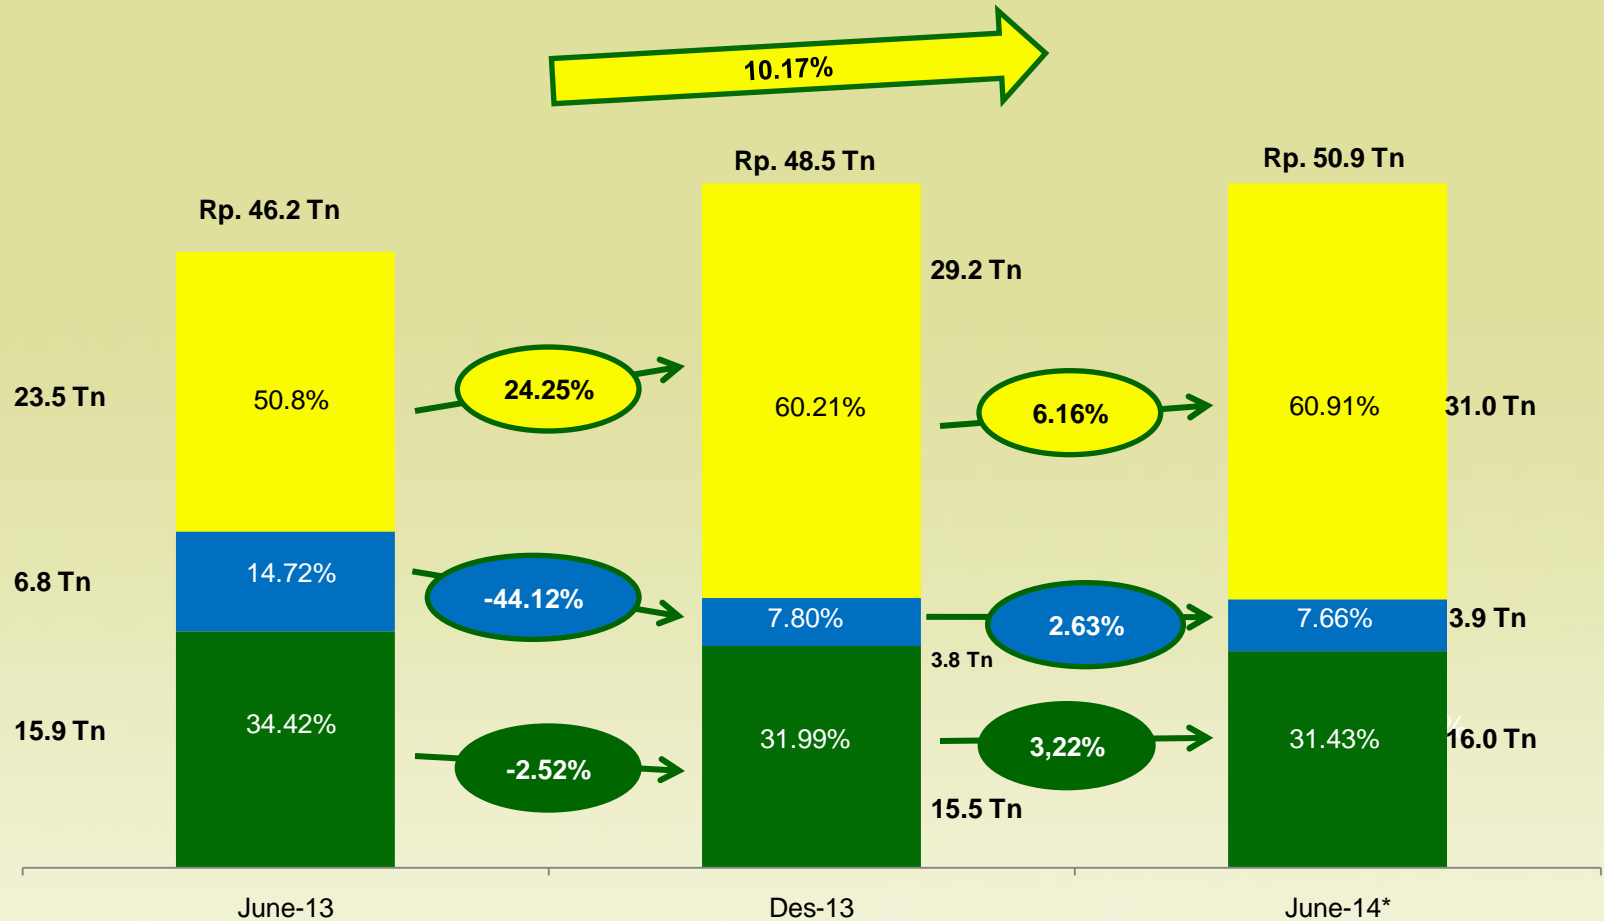 10.17%
Rp. 46.2 Tn
Rp. 48.5 Tn
Rp. 50.9 Tn
29.2 Tn
23.5 Tn
50.8%
24.25%
60.21%
6.16%
60.91%
31.0 Tn
6.8 Tn
14.72%
-44.12%
7.80%
2.63%
7.66%
3.9 Tn
3.8 Tn
15.9 Tn
34.42%
-2.52%
31.99%
3,22%
31.43%
16.0 Tn
15.5 Tn
June-13
Des-13
June-14*